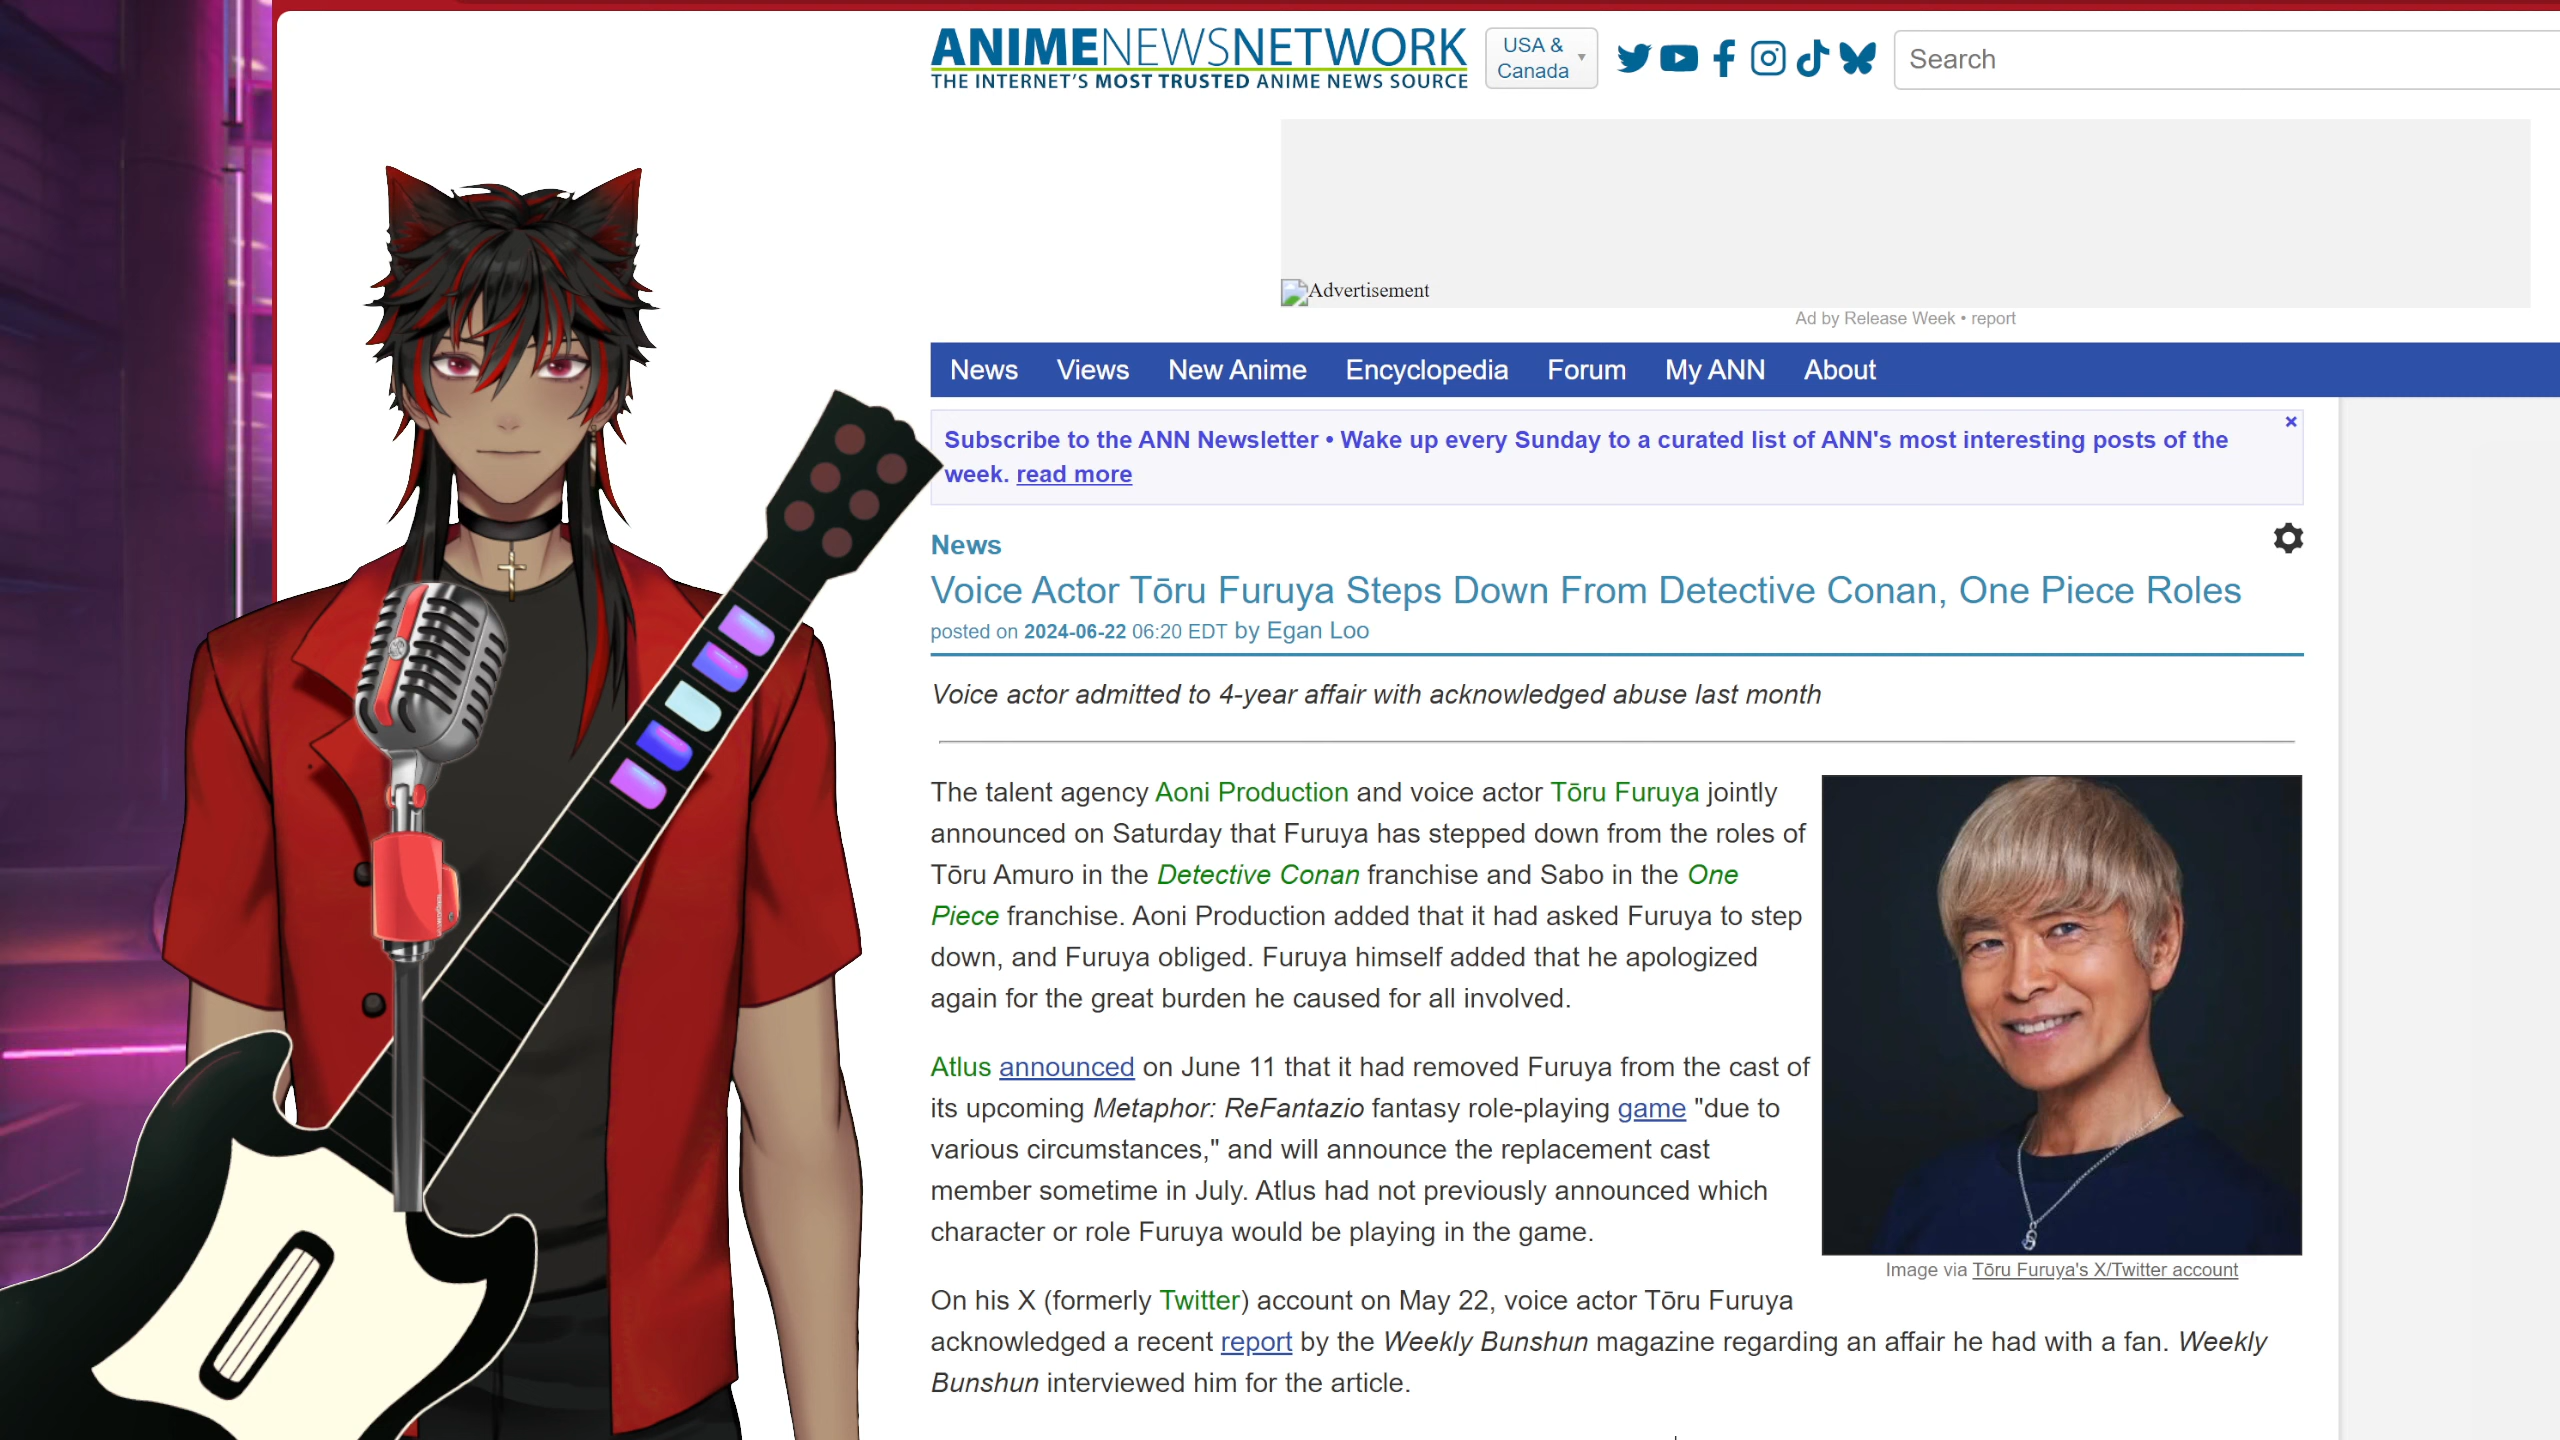 ANIMENEWSNETWORK
THE INTERNET'S MOST TRUSTED ANIME NEWS SOURCE
USA &
Canada
Search
Advertisement
Ad by Release Week • report
News Views New Anime Encyclopedia Forum My ANN About
Subscribe to the ANN Newsletter • Wake up every Sunday to a curated list of ANN's most interesting posts of the
week. read more
News
Voice Actor Tōru Furuya Steps Down From Detective Conan, One Piece Roles
posted on 2024-06-22 06:20 EDT by Egan Loo
Voice actor admitted to 4-year affair with acknowledged abuse last month
The talent agency Aoni Production and voice actor Tōru Furuya jointly
announced on Saturday that Furuya has stepped down from the roles of
Tōru Amuro in the Detective Conan franchise and Sabo in the One
Piece franchise. Aoni Production added that it had asked Furuya to step
down, and Furuya obliged. Furuya himself added that he apologized
again for the great burden he caused for all involved.
Atlus announced on June 11 that it had removed Furuya from the cast of
its upcoming Metaphor: ReFantazio fantasy role-playing game "due to
various circumstances," and will announce the replacement cast
member sometime in July. Atlus had not previously announced which
character or role Furuya would be playing in the game.
Image via Tōru Furuya's X/Twitter account
On his X (formerly Twitter) account on May 22, voice actor Tōru Furuya
acknowledged a recent report by the Weekly Bunshun magazine regarding an affair he had with a fan. Weekly
Bunshun interviewed him for the article.